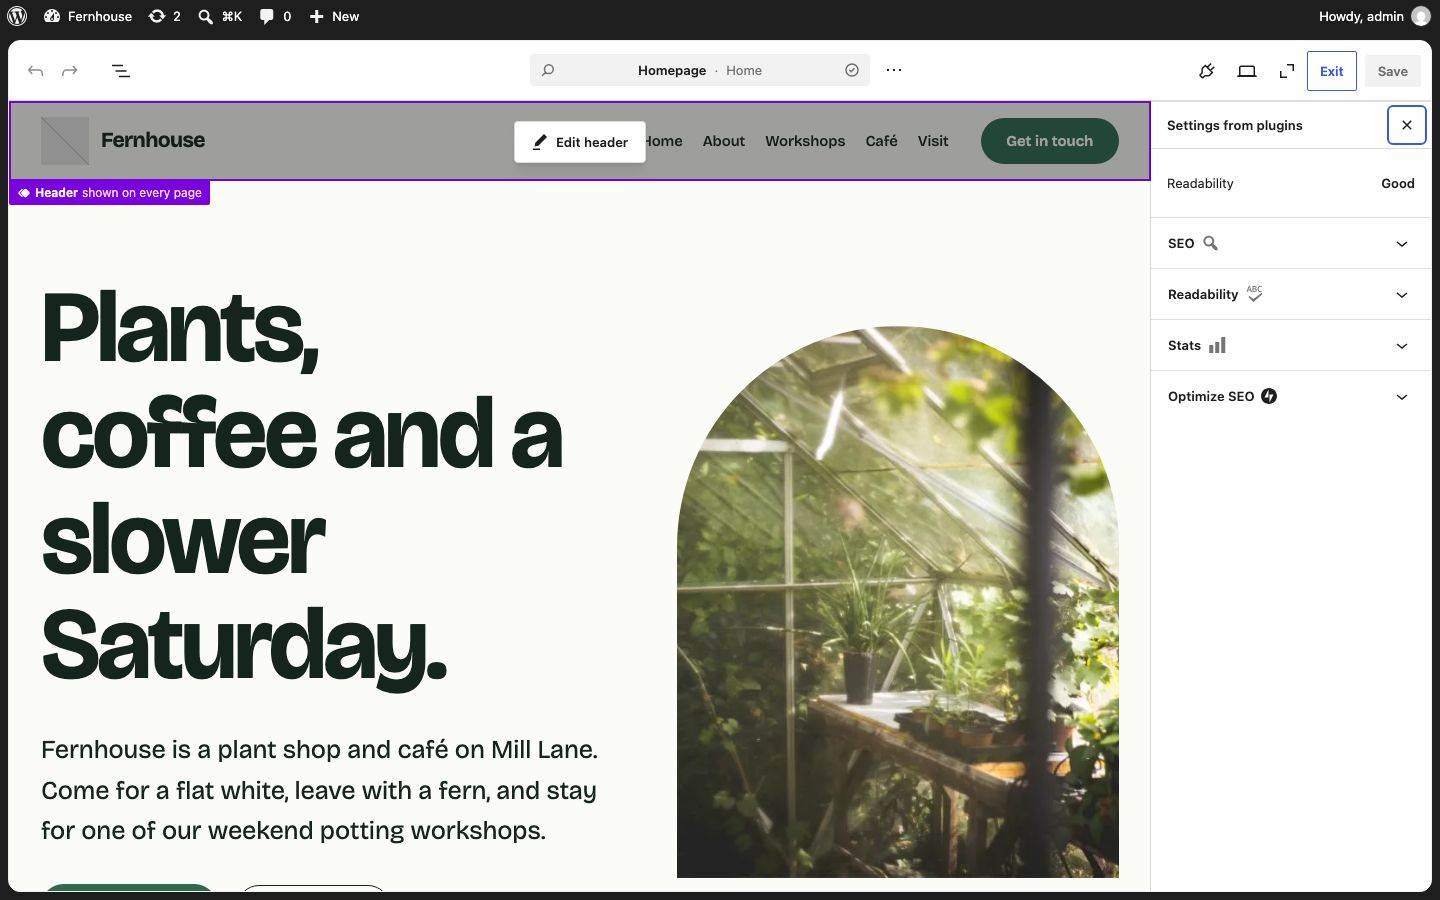 Fernhouse 2 ⌘K 0 New Howdy, admin
Homepage · Home
Exit
Save
Fernhouse
Edit header
Home About Workshops Café Visit
Get in touch
Header shown on every page
Plants,
coffee and a
slower
Saturday.
Fernhouse is a plant shop and café on Mill Lane.
Come for a flat white, leave with a fern, and stay
for one of our weekend potting workshops.
Settings from plugins
Readability Good
SEO
Readability ABC
Stats
Optimize SEO